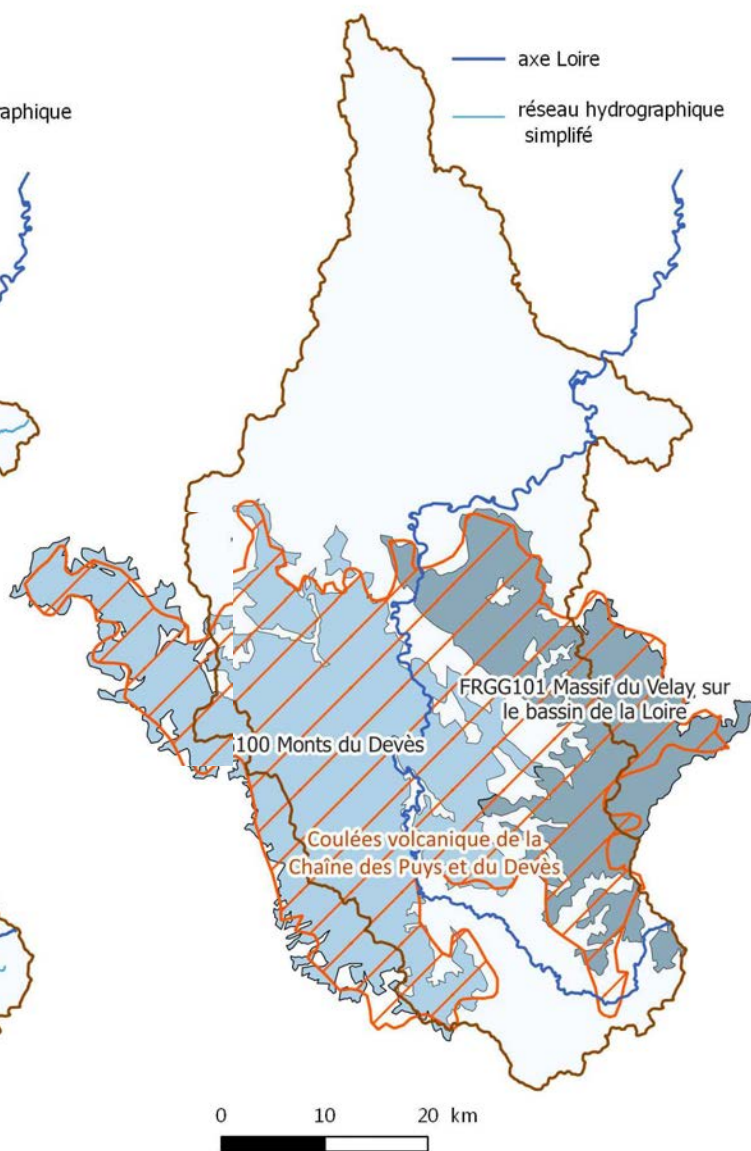 axe Loire
réseau hydrographique
simplifé
raphique
FRGG101 Massif du Velay sur
le bassin de la Loire
100 Monts du Devès
Coulées volcanique de la
Chaîne des Puys et du Devès
0 10 20 km